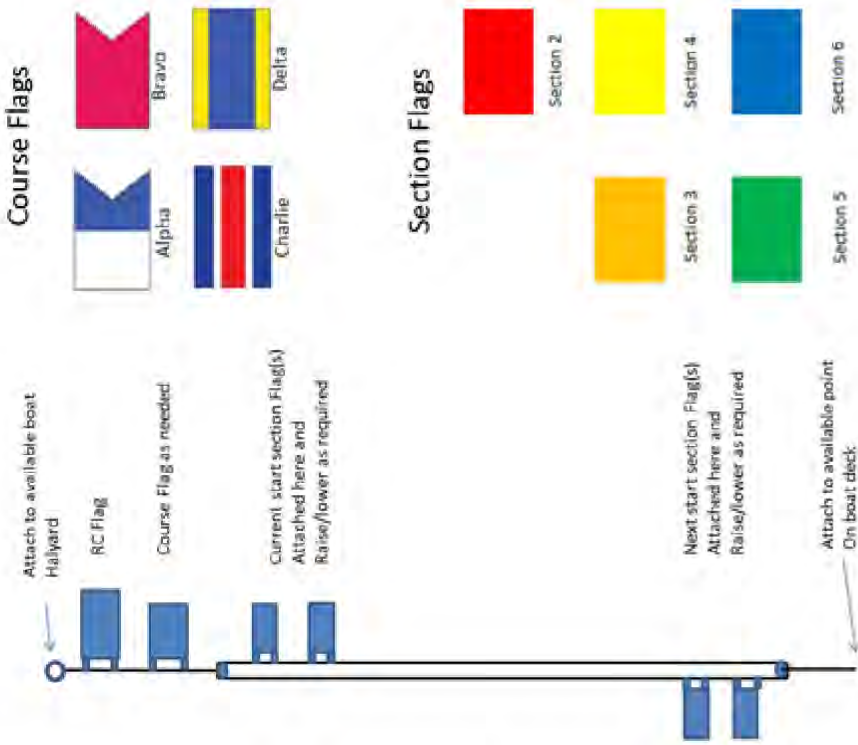 Course Flags
Alpha
Bravo
Charlie
Delta
Section Flags
Section 2
Section 3
Section 4
Section 5
Section 6
Attach to available boat
Halyard
RC Flag
Course Flag as needed
Current start section Flag(s)
Attached here and
Raise/lower as required
Next start section Flag(s)
Attached here and
Raise/lower as required
Attach to available point
On boat deck